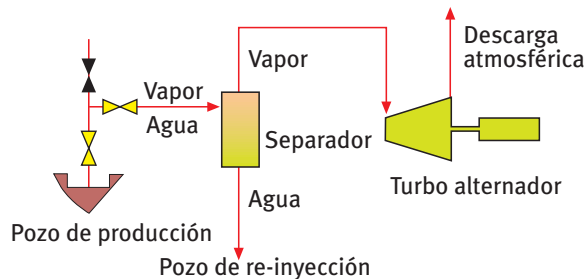 Descarga
atmosférica
Vapor
Vapor
Agua
Separador
Turbo alternador
Agua
Pozo de producción
Pozo de re-inyección